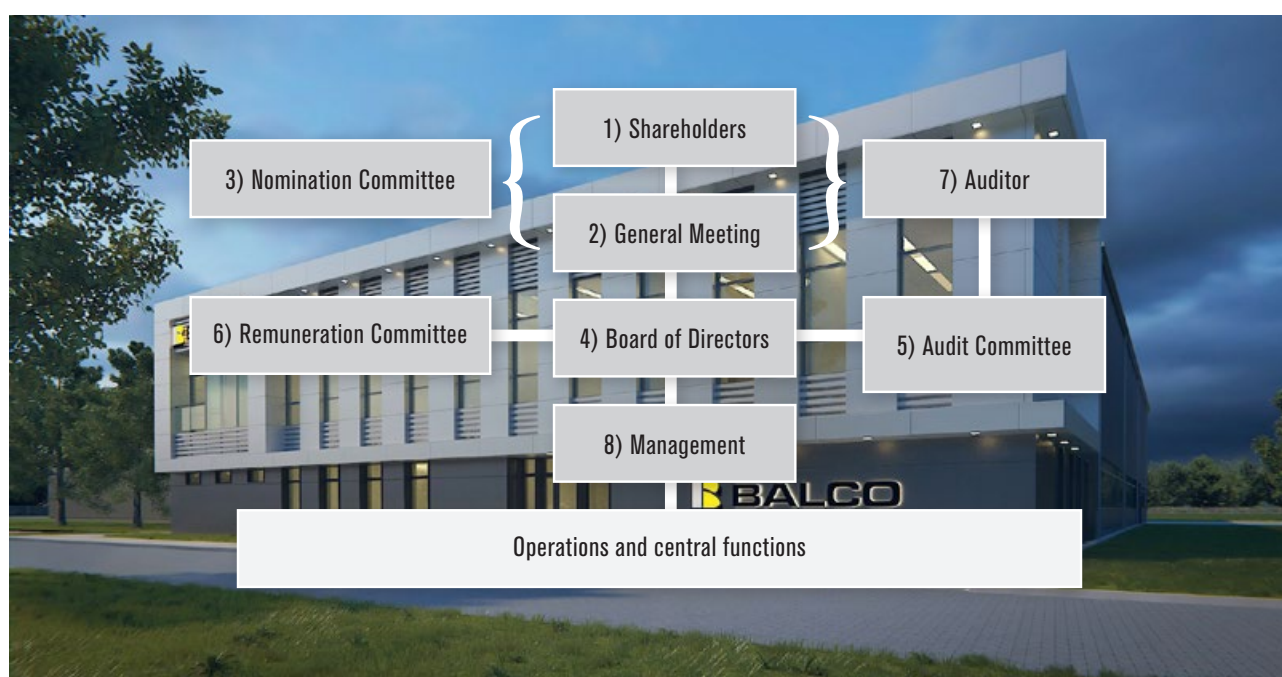 1) Shareholders
3) Nomination Committee
7) Auditor
2) General Meeting
6) Remuneration Committee
4) Board of Directors
5) Audit Committee
8) Management
BALCO
Operations and central functions